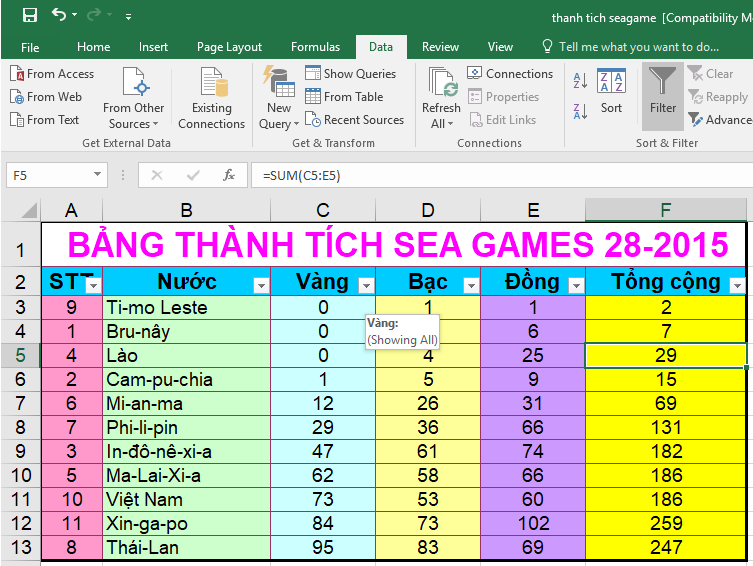 thanh tich seagame [Compatibility M
File Home Insert Page Layout Formulas Data Review View Tell me what you want to do...
From Access
From Web
From Text
From Other Sources
Existing Connections
Get External Data
New Query
Show Queries
From Table
Recent Sources
Get & Transform
Refresh All
Connections
Properties
Edit Links
Connections
A Z
Z A
Z A A Z
Sort
Filter
Clear
Reapply
Advance
Sort & Filter
F5 fx =SUM(C5:E5)
A B C D E F
1 BẢNG THÀNH TÍCH SEA GAMES 28-2015
2 STT Nước Vàng Bạc Đồng Tổng cộng
3 9 Ti-mo Leste 0 1 1 2
4 1 Bru-nây 0 6 7
Vàng:
(Showing All)
5 4 Lào 0 4 25 29
6 2 Cam-pu-chia 1 5 9 15
7 6 Mi-an-ma 12 26 31 69
8 7 Phi-li-pin 29 36 66 131
9 3 In-đô-nê-xi-a 47 61 74 182
10 5 Ma-Lai-Xi-a 62 58 66 186
11 10 Việt Nam 73 53 60 186
12 11 Xin-ga-po 84 73 102 259
13 8 Thái-Lan 95 83 69 247